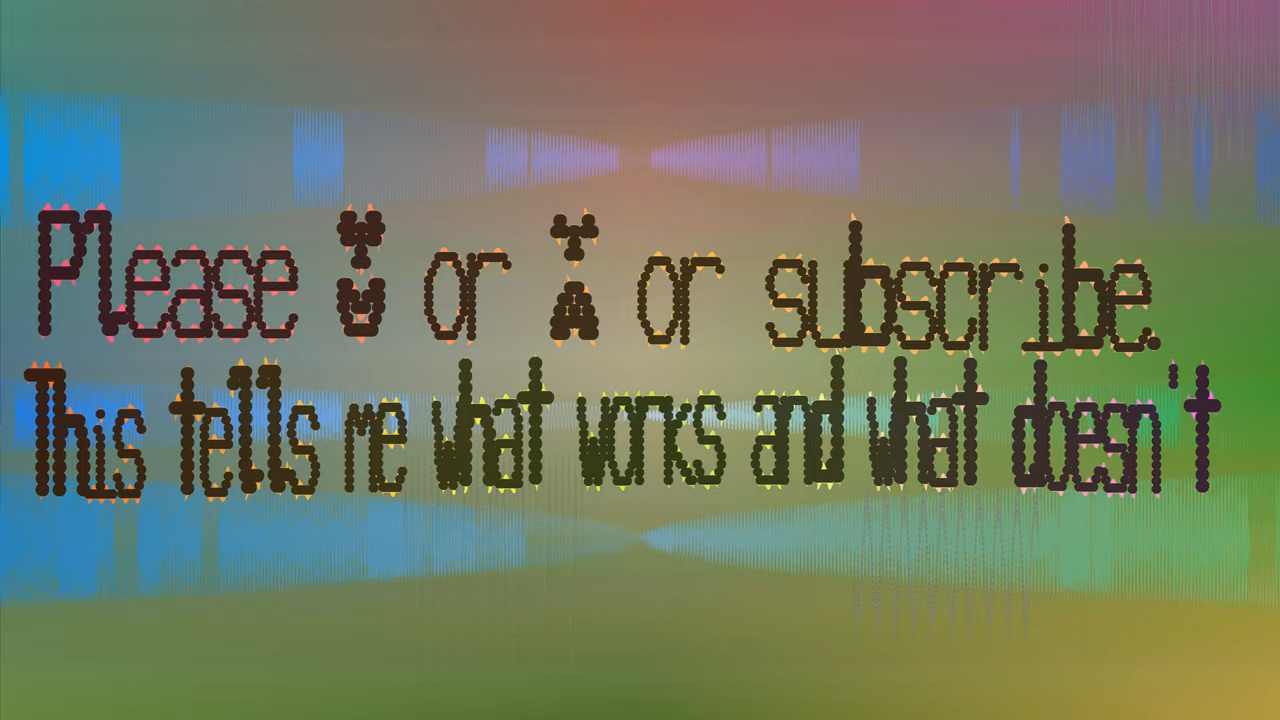 Please or or subscribe
This tells me what works and what doesn't